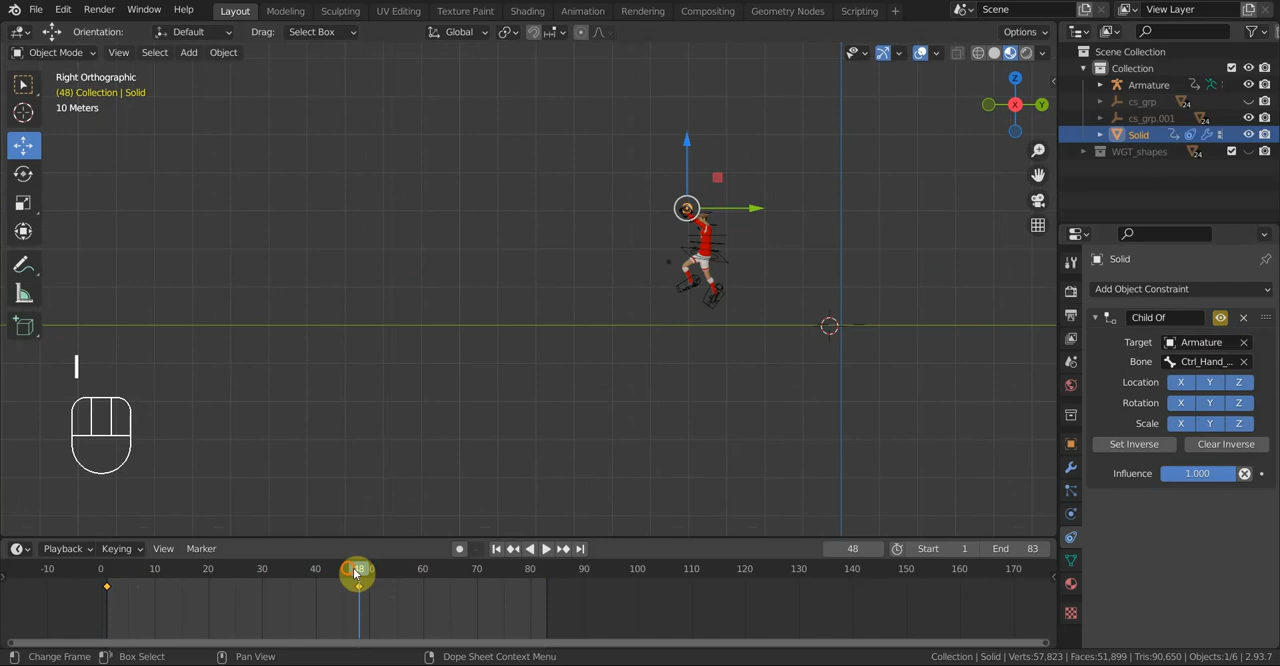 File Edit Render Window Help Layout Modeling Sculpting UV Editing Texture Paint Shading Animation Rendering Compositing Geometry Nodes Scripting + Scene View Layer
Orientation: Default Drag: Select Box Global Options
Object Mode View Select Add Object
Right Orthographic
(48) Collection | Solid
10 Meters
Z
X
Y
I
Scene Collection
Collection
Armature
cs_grp 24
cs_grp.001 24
Solid
WGT_shapes 24
Solid
Add Object Constraint
Child Of
Target Armature
Bone Ctrl_Hand_...
Location X Y Z
Rotation X Y Z
Scale X Y Z
Set Inverse Clear Inverse
Influence 1.000
Playback Keying View Marker 48 Start 1 End 83
-10 0 10 20 30 40 48 60 70 80 90 100 110 120 130 140 150 160 170
Change Frame Box Select Pan View Dope Sheet Context Menu Collection | Solid | Verts:57,823 | Faces:51,899 | Tris:90,650 | Objects:1/6 | 2.93.7